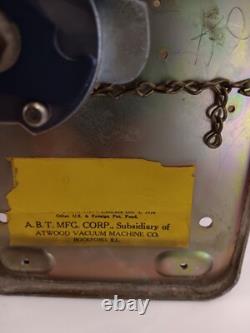 Other U.S. & Foreign Pat. Pend.
A.B.T. MFG. CORP., Subsidiary of
ATWOOD VACUUM MACHINE CO.
ROCKFORD, ILL.